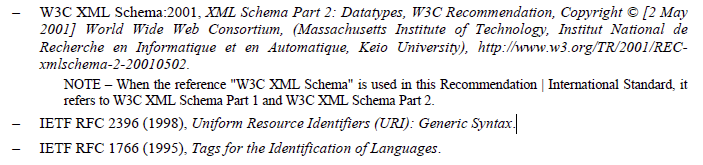 – W3C XML Schema:2001, XML Schema Part 2: Datatypes, W3C Recommendation, Copyright © [2 May
2001] World Wide Web Consortium, (Massachusetts Institute of Technology, Institut National de
Recherche en Informatique et en Automatique, Keio University), http://www.w3.org/TR/2001/REC-
xmlschema-2-20010502.
NOTE – When the reference "W3C XML Schema" is used in this Recommendation | International Standard, it
refers to W3C XML Schema Part 1 and W3C XML Schema Part 2.
– IETF RFC 2396 (1998), Uniform Resource Identifiers (URI): Generic Syntax.
– IETF RFC 1766 (1995), Tags for the Identification of Languages.